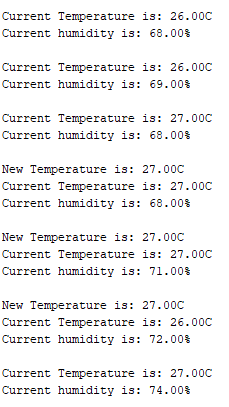 Current Temperature is: 26.00C
Current humidity is: 68.00%
Current Temperature is: 26.00C
Current humidity is: 69.00%
Current Temperature is: 27.00C
Current humidity is: 68.00%
New Temperature is: 27.00C
Current Temperature is: 27.00C
Current humidity is: 68.00%
New Temperature is: 27.00C
Current Temperature is: 27.00C
Current humidity is: 71.00%
New Temperature is: 27.00C
Current Temperature is: 26.00C
Current humidity is: 72.00%
Current Temperature is: 27.00C
Current humidity is: 74.00%